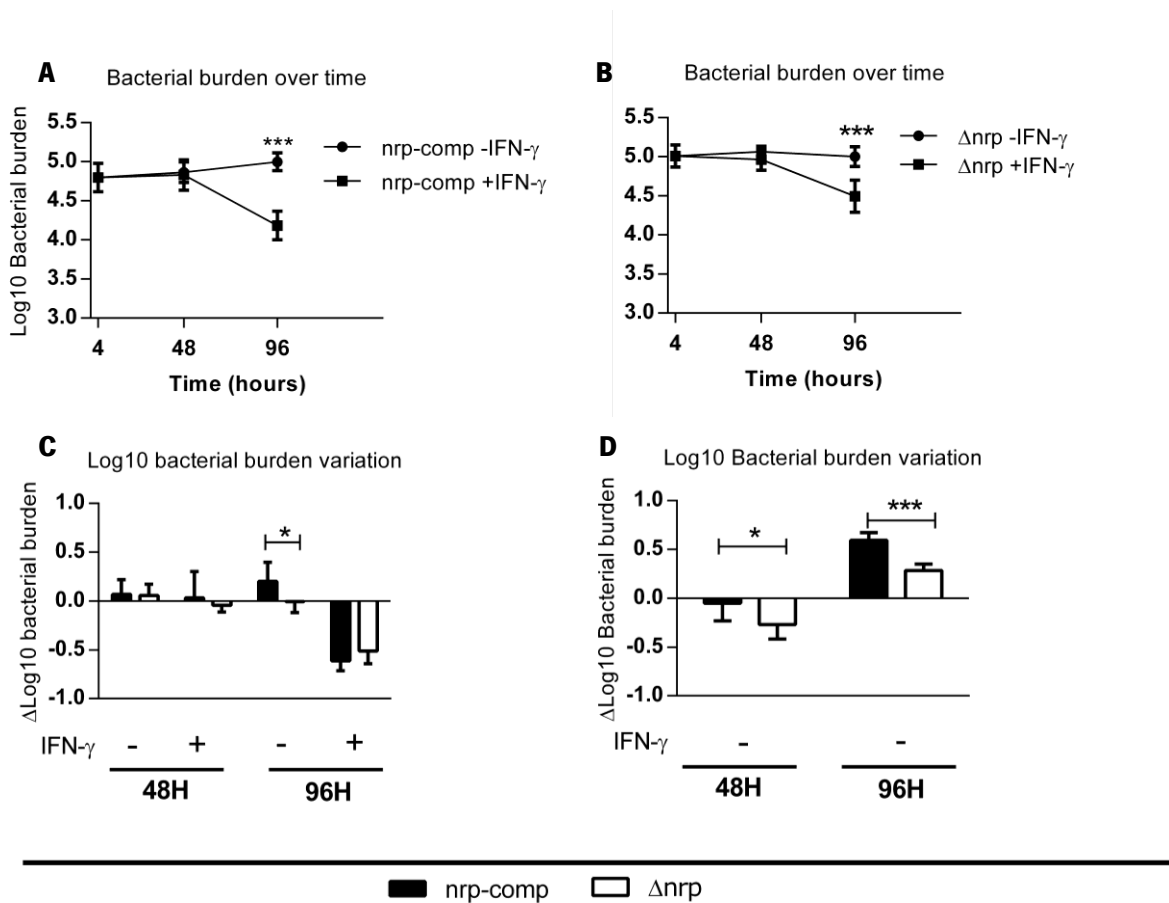 A Bacterial burden over time
Log10 Bacterial burden
5.5
5.0
4.5
4.0
3.5
3.0
***
nrp-comp -IFN-γ
nrp-comp +IFN-γ
4 48 96
Time (hours)
B Bacterial burden over time
5.5
5.0
4.5
4.0
3.5
3.0
***
Δnrp -IFN-γ
Δnrp +IFN-γ
4 48 96
Time (hours)
C
Log10 bacterial burden variation
ΔLog10 bacterial burden
1.0
0.5
0.0
-0.5
-1.0
*
IFN-γ - + - +
48H 96H
D
Log10 Bacterial burden variation
ΔLog10 Bacterial burden
1.0
0.5
0.0
-0.5
-1.0
* ***
IFN-γ - -
48H 96H
nrp-comp Δnrp